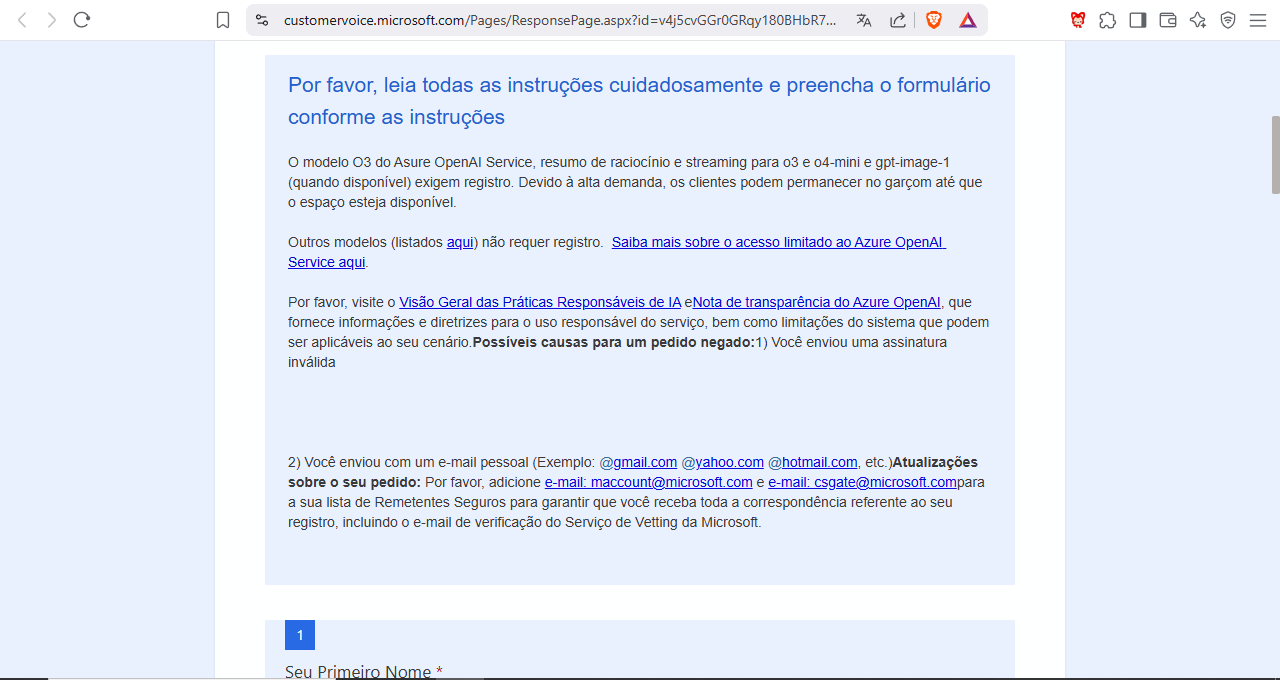 customervoice.microsoft.com/Pages/ResponsePage.aspx?id=v4j5cvGGr0GRqy180BHbR7...
Por favor, leia todas as instruções cuidadosamente e preencha o formulário
conforme as instruções
O modelo O3 do Asure OpenAI Service, resumo de raciocínio e streaming para o3 e o4-mini e gpt-image-1
(quando disponível) exigem registro. Devido à alta demanda, os clientes podem permanecer no garçom até que
o espaço esteja disponível.
Outros modelos (listados aqui) não requer registro.  Saiba mais sobre o acesso limitado ao Azure OpenAI
Service aqui.
Por favor, visite o Visão Geral das Práticas Responsáveis de IA eNota de transparência do Azure OpenAI, que
fornece informações e diretrizes para o uso responsável do serviço, bem como limitações do sistema que podem
ser aplicáveis ao seu cenário.Possíveis causas para um pedido negado:1) Você enviou uma assinatura
inválida
2) Você enviou com um e-mail pessoal (Exemplo: @gmail.com @yahoo.com @hotmail.com, etc.)Atualizações
sobre o seu pedido: Por favor, adicione e-mail: maccount@microsoft.com e e-mail: csgate@microsoft.compara
a sua lista de Remetentes Seguros para garantir que você receba toda a correspondência referente ao seu
registro, incluindo o e-mail de verificação do Serviço de Vetting da Microsoft.
1
Seu Primeiro Nome *